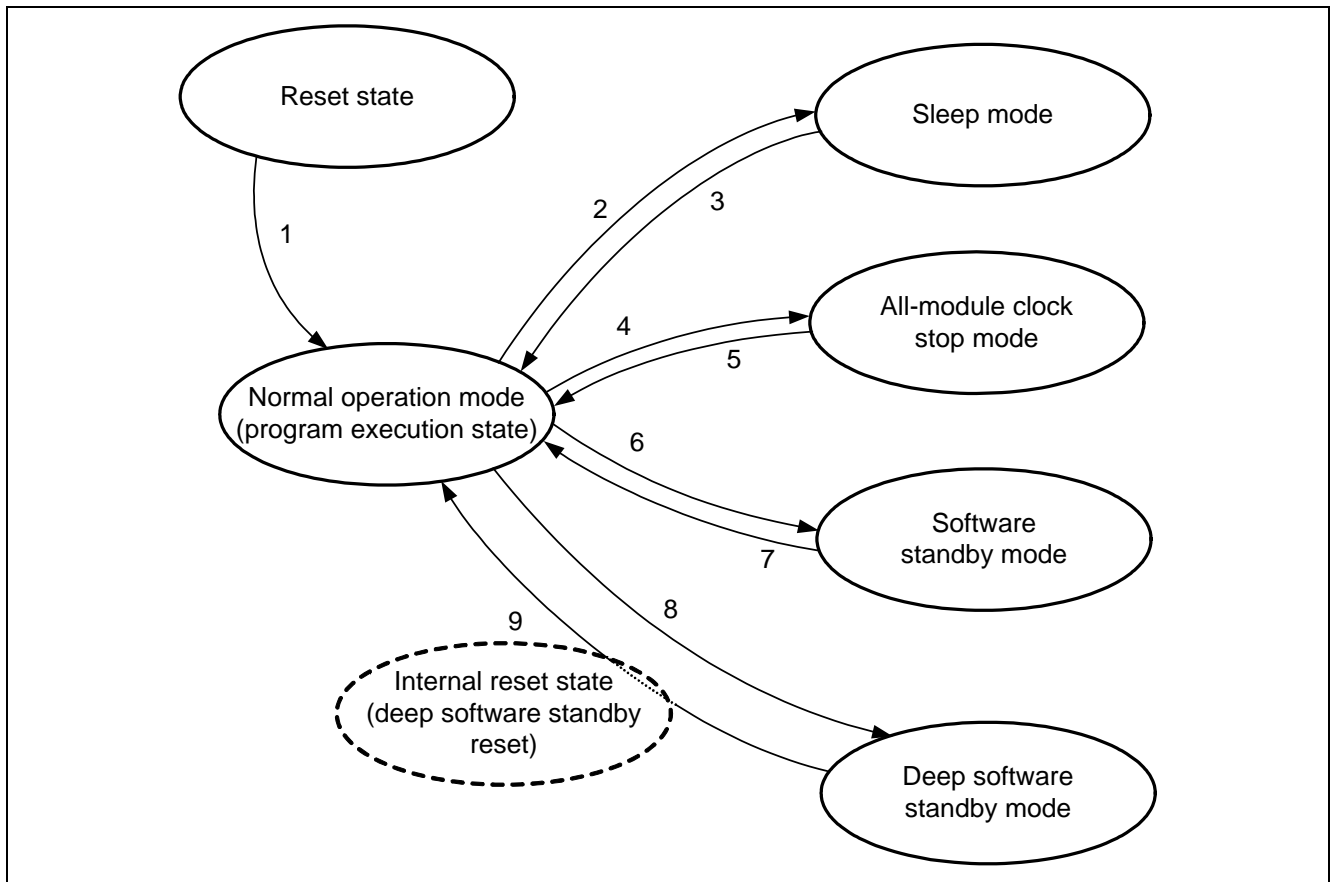 Reset state
Sleep mode
2
3
1
All-module clock
stop mode
4
5
Normal operation mode
(program execution state)
6
7
Software
standby mode
8
9
Internal reset state
(deep software standby
reset)
Deep software
standby mode